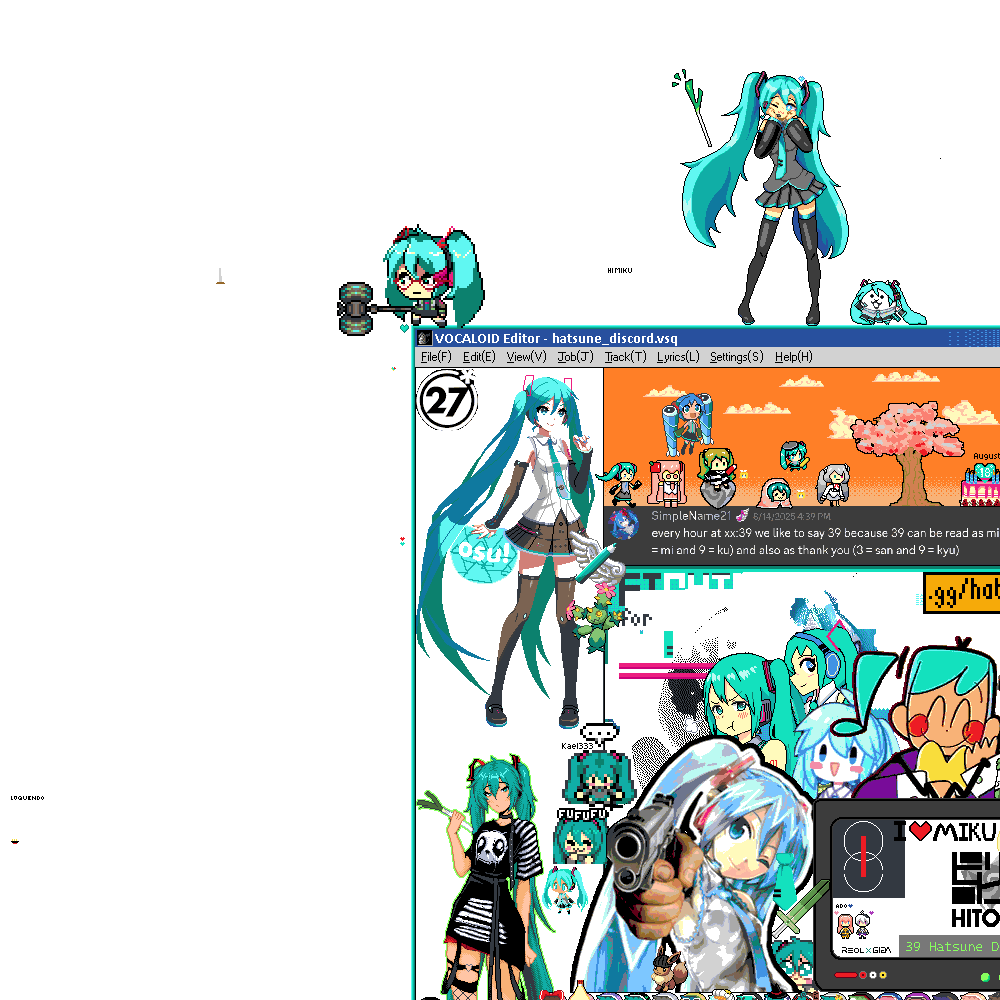 HIMIKU
VOCALOID Editor - hatsune_discord.vsq
File(F) Edit(E) View(V) Job(J) Track(T) Lyrics(L) Settings(S) Help(H)
27
August
18
SimpleName21 8/14/2025 4:39 PM
every hour at xx:39 we like to say 39 because 39 can be read as mi
= mi and 9 = ku) and also as thank you (3 = san and 9 = kyu)
osu!
.gg/hat
for
Kael333
...
LOQUENDO
FUFUFU
01
I ❤ MIKU
ADO
HITO
REOL x GIGA
39 Hatsune D